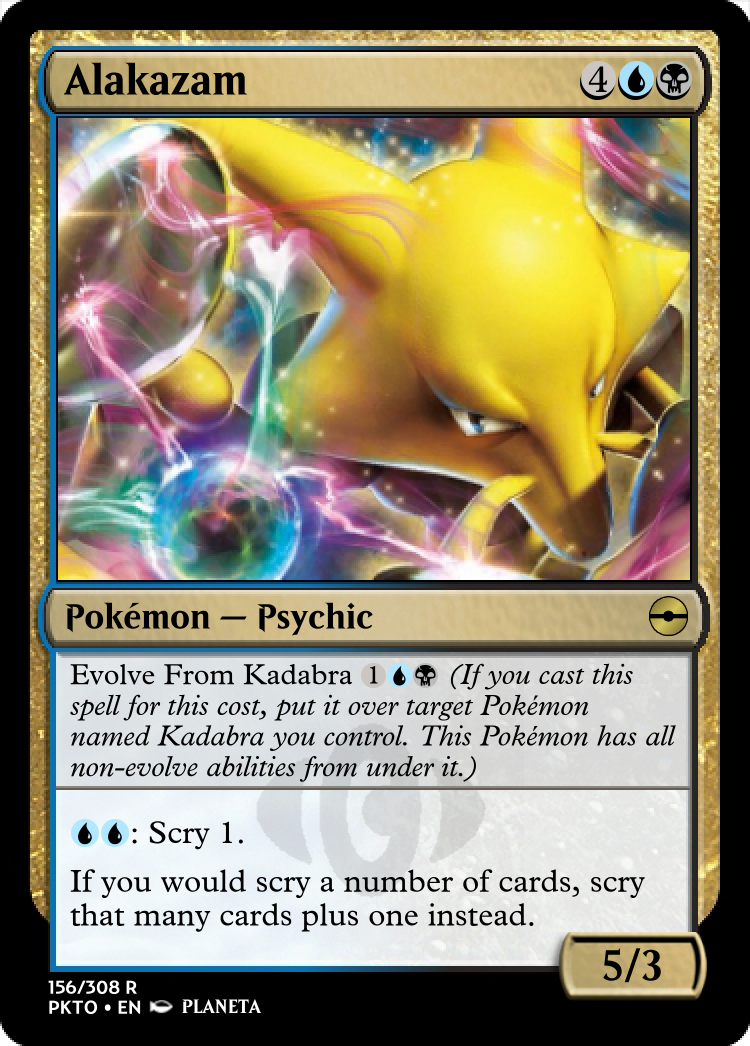 Alakazam 4
Pokémon — Psychic
Evolve From Kadabra 1 (If you cast this
spell for this cost, put it over target Pokémon
named Kadabra you control. This Pokémon has all
non-evolve abilities from under it.)
: Scry 1.
If you would scry a number of cards, scry
that many cards plus one instead.
5/3
156/308 R
PKTO • EN PLANETA